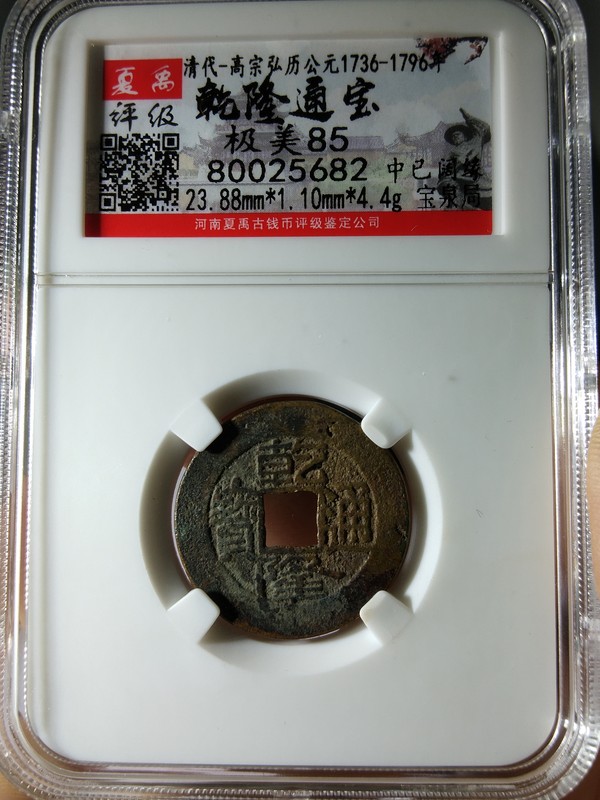 夏禹
评级
清代-高宗弘历公元1736-1796年
乾隆通宝
极美85
80025682 中已阔缘
23.88mm*1.10mm*4.4g 宝泉局
河南夏禹古钱币评级鉴定公司
乾隆通寶